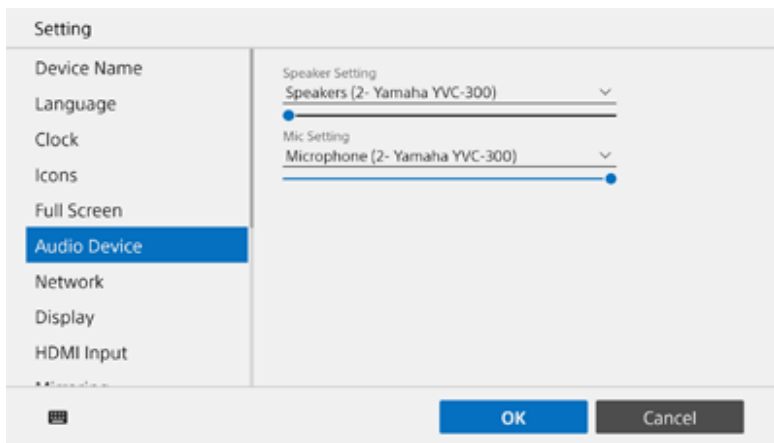 Setting
Device Name
Language
Clock
Icons
Full Screen
Audio Device
Network
Display
HDMI Input
Speaker Setting
Speakers (2- Yamaha YVC-300)
Mic Setting
Microphone (2- Yamaha YVC-300)
OK
Cancel